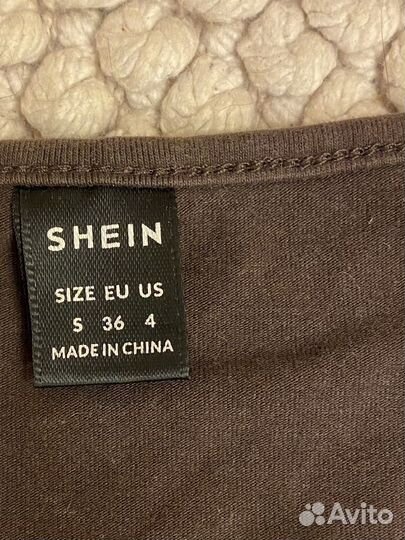 SHEIN
SIZE EU US
S 36 4
MADE IN CHINA
Avito